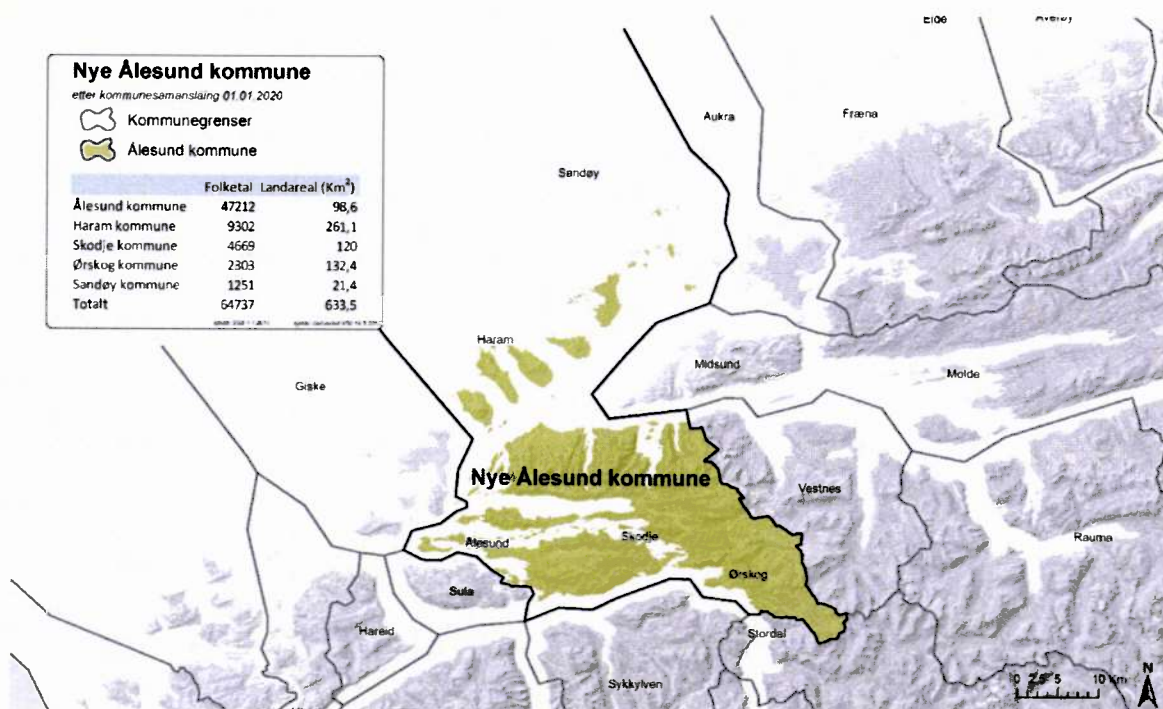 Nye Ålesund kommune
etter kommunesamanslåing 01.01.2020
Kommunegrenser
Ålesund kommune
Folketal Landareal (Km²)
Ålesund kommune 47212 98,6
Haram kommune 9302 261,1
Skodje kommune 4669 120
Ørskog kommune 2303 132,4
Sandøy kommune 1251 21,4
Totalt 64737 633,5
Eide
Averøy
Aukra
Fræna
Sandøy
Haram
Midsund
Molde
Giske
Nye Ålesund kommune
Vestnes
Ålesund
Skodje
Rauma
Ørskog
Sula
Hareid
Stordal
Sykkylven
N
0 2,5 5 10 Km